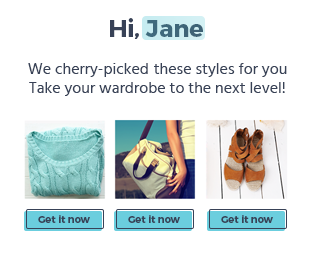 Hi, Jane
We cherry-picked these styles for you
Take your wardrobe to the next level!
Get it now Get it now Get it now